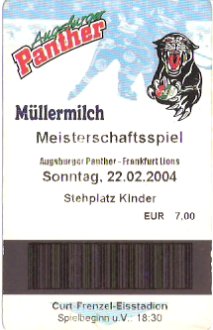 Augsburger
Panther
Müllermilch
Meisterschaftsspiel
Augsburger Panther - Frankfurt Lions
Sonntag, 22.02.2004
Stehplatz Kinder
EUR 7.00
Curt-Frenzel-Eisstadion
Spielbeginn u.V.: 18:30